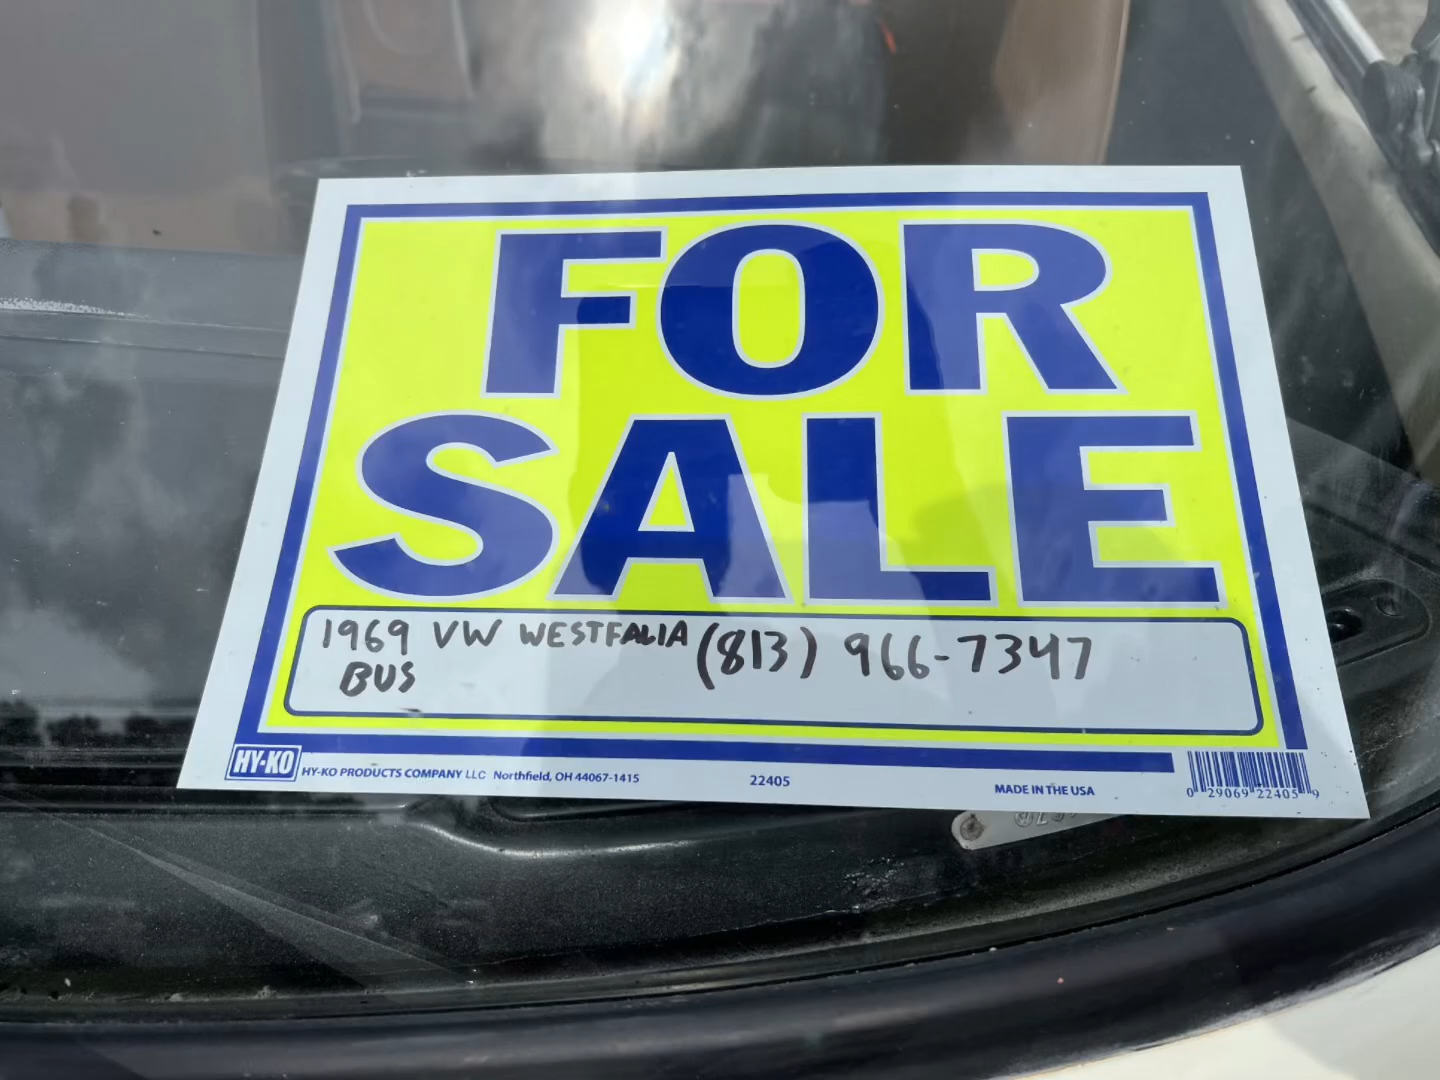 FOR
SALE
1969 VW WESTFALIA (813) 966-7347
BUS
HY-KO HY-KO PRODUCTS COMPANY LLC Northfield, OH 44067-1415 22405 MADE IN THE USA 0 29069 22405 9